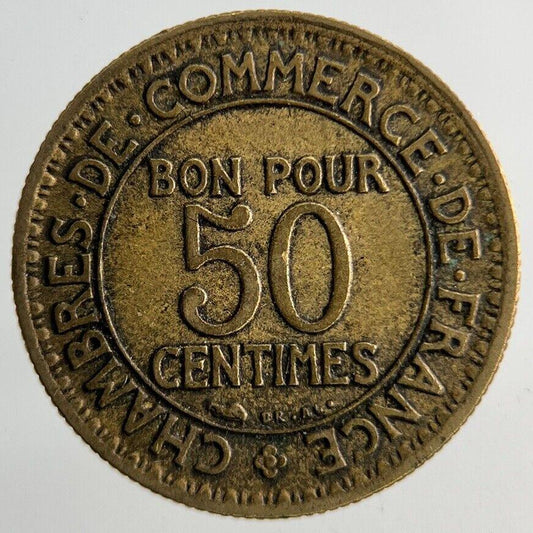 CHAMBRES·DE·COMMERCE·DE·FRANCE
BON POUR
50
CENTIMES